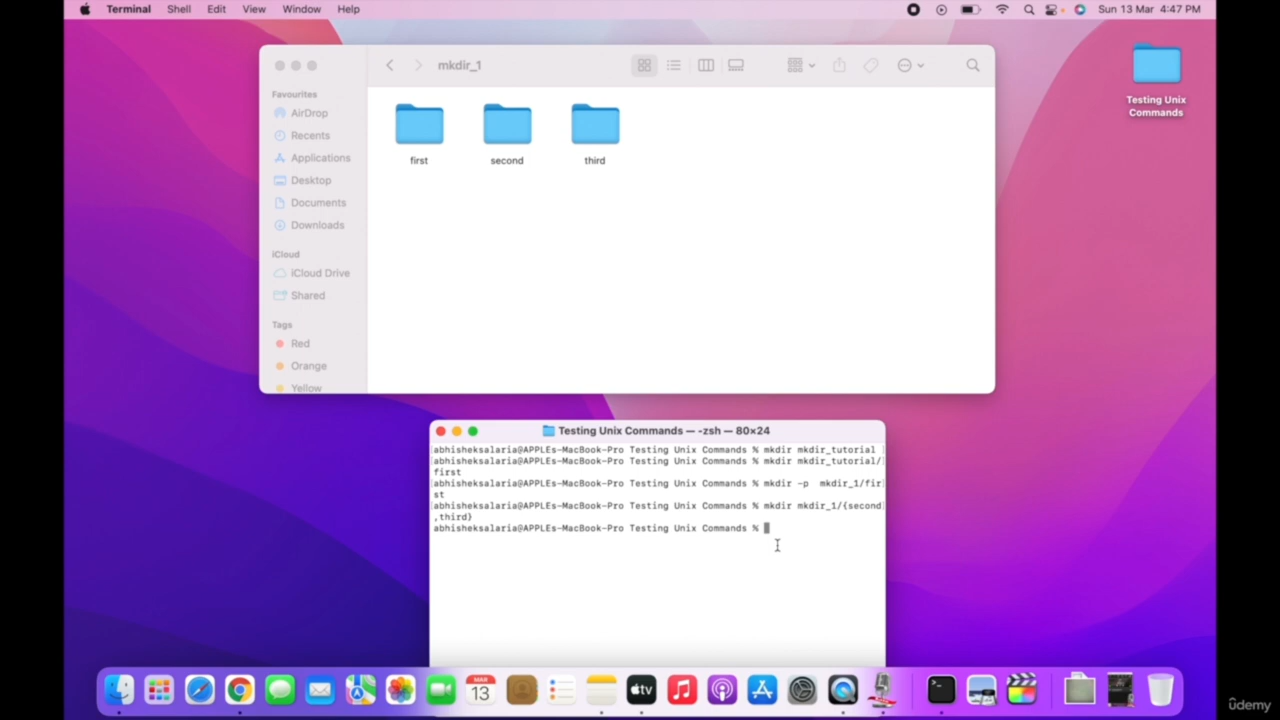 Terminal Shell Edit View Window Help Sun 13 Mar 4:47 PM
mkdir_1
Testing Unix
Commands
Favourites
AirDrop
Recents
Applications
Desktop
Documents
Downloads
iCloud
iCloud Drive
Shared
Tags
Red
Orange
Yellow
first second third
Testing Unix Commands — -zsh — 80×24
[abhisheksalaria@APPLEs-MacBook-Pro Testing Unix Commands % mkdir mkdir_tutorial ]
[abhisheksalaria@APPLEs-MacBook-Pro Testing Unix Commands % mkdir mkdir_tutorial/]
first
[abhisheksalaria@APPLEs-MacBook-Pro Testing Unix Commands % mkdir -p  mkdir_1/fir]
st
[abhisheksalaria@APPLEs-MacBook-Pro Testing Unix Commands % mkdir mkdir_1/{second]
,third}
abhisheksalaria@APPLEs-MacBook-Pro Testing Unix Commands %
MAR
13
tv
ûdemy